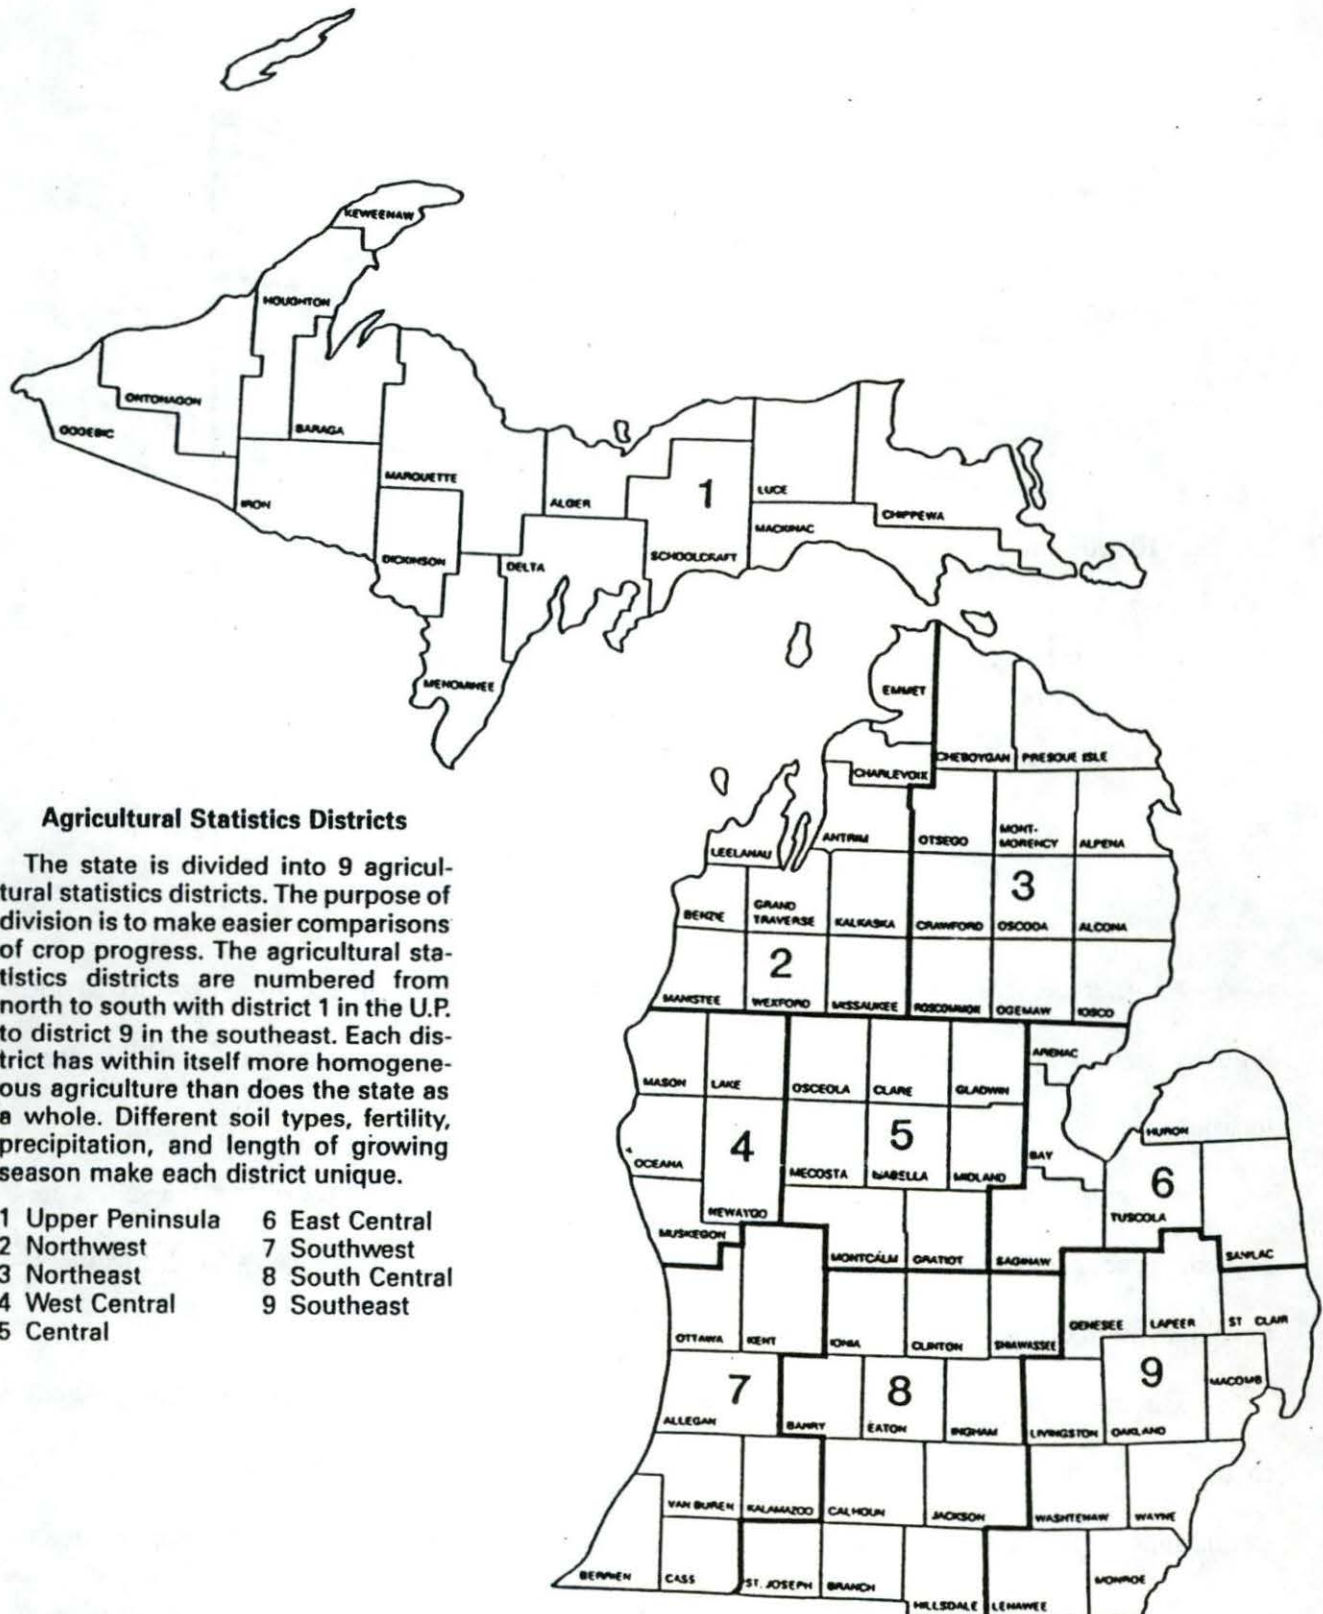 KEWEENAW
HOUGHTON
ONTONAGON
GOGEBIC
BARAGA
MARQUETTE
IRON
ALGER
1
LUCE
CHIPPEWA
MACKINAC
DICKINSON
DELTA
SCHOOLCRAFT
MENOMINEE
EMMET
CHEBOYGAN
PRESQUE ISLE
CHARLEVOIX
ANTRIM
OTSEGO
MONT-
MORENCY
ALPENA
LEELANAU
3
BENZIE
GRAND
TRAVERSE
KALKASKA
CRAWFORD
OSCODA
ALCONA
2
MANISTEE
WEXFORD
MISSAUKEE
ROSCOMMON
OGEMAW
IOSCO
ARENAC
MASON
LAKE
OSCEOLA
CLARE
GLADWIN
HURON
4
5
OCEANA
MECOSTA
ISABELLA
MIDLAND
BAY
6
NEWAYGO
TUSCOLA
MUSKEGON
MONTCALM
GRATIOT
SAGINAW
SANILAC
OTTAWA
KENT
IONIA
CLINTON
SHIAWASSEE
GENESEE
LAPEER
ST CLAIR
7
8
9
MACOMB
ALLEGAN
BARRY
EATON
INGHAM
LIVINGSTON
OAKLAND
VAN BUREN
KALAMAZOO
CALHOUN
JACKSON
WASHTENAW
WAYNE
BERRIEN
CASS
ST. JOSEPH
BRANCH
HILLSDALE
LENAWEE
MONROE
Agricultural Statistics Districts
The state is divided into 9 agricul-
tural statistics districts. The purpose of
division is to make easier comparisons
of crop progress. The agricultural sta-
tistics districts are numbered from
north to south with district 1 in the U.P.
to district 9 in the southeast. Each dis-
trict has within itself more homogene-
ous agriculture than does the state as
a whole. Different soil types, fertility,
precipitation, and length of growing
season make each district unique.
1 Upper Peninsula
2 Northwest
3 Northeast
4 West Central
5 Central
6 East Central
7 Southwest
8 South Central
9 Southeast